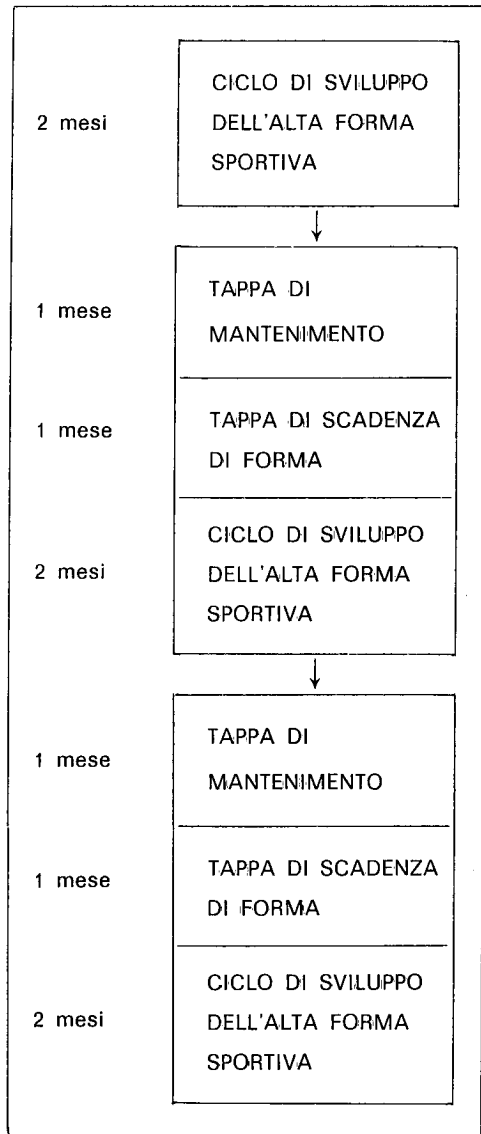 2 mesi
CICLO DI SVILUPPO
DELL'ALTA FORMA
SPORTIVA
1 mese
TAPPA DI
MANTENIMENTO
1 mese
TAPPA DI SCADENZA
DI FORMA
2 mesi
CICLO DI SVILUPPO
DELL'ALTA FORMA
SPORTIVA
1 mese
TAPPA DI
MANTENIMENTO
1 mese
TAPPA DI SCADENZA
DI FORMA
2 mesi
CICLO DI SVILUPPO
DELL'ALTA FORMA
SPORTIVA